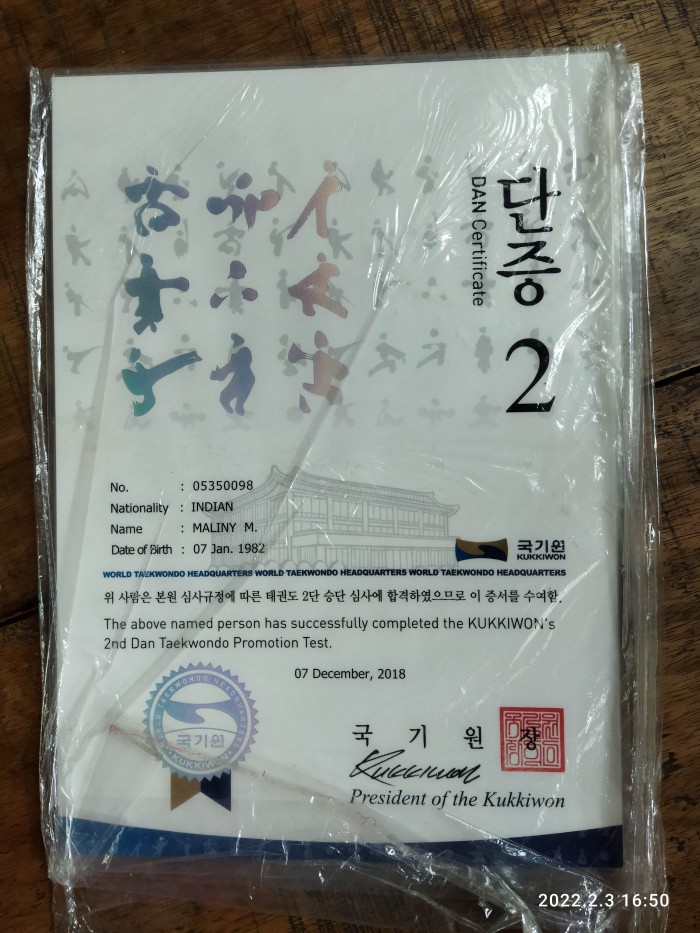 단증
DAN Certificate
2
No. : 05350098
Nationality : INDIAN
Name : MALINY M.
Date of Birth : 07 Jan. 1982
국기원
KUKKIWON
WORLD TAEKWONDO HEADQUARTERS WORLD TAEKWONDO HEADQUARTERS WORLD TAEKWONDO HEADQUARTERS
위 사람은 본원 심사규정에 따른 태권도 2단 승단 심사에 합격하였으므로 이 증서를 수여함.
The above named person has successfully completed the KUKKIWON's
2nd Dan Taekwondo Promotion Test.
07 December, 2018
WORLD TAEKWONDO HEADQUARTERS
국기원
KUKKIWON
국 기 원 장
Kukkiwon
President of the Kukkiwon
2022.2.3 16:50